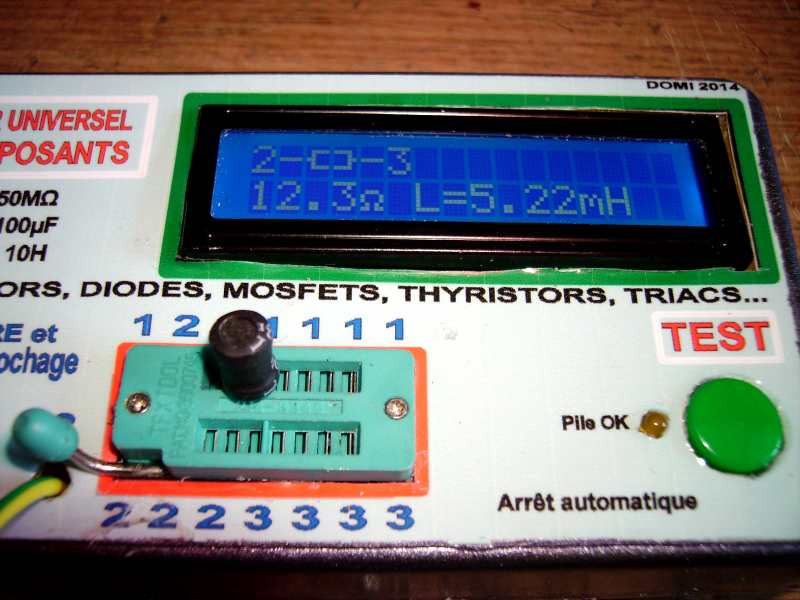 DOMI 2014
R UNIVERSEL
POSANTS
50MΩ
100µF
10H
2-▭-3
12.3Ω L=5.22mH
ORS, DIODES, MOSFETS, THYRISTORS, TRIACS...
RE et
ochage
1 2 1 1 1 1
TEST
TEXTOOL
Pile OK
Arrêt automatique
2 2 2 3 3 3 3